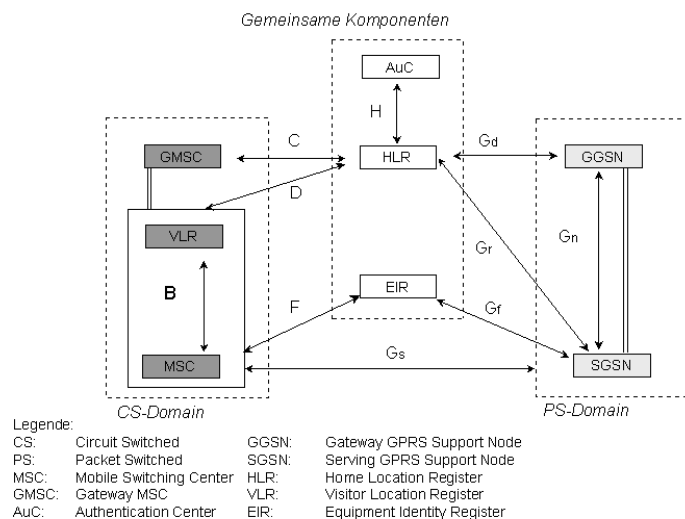 Gemeinsame Komponenten
AuC
H
GMSC
C
HLR
Gd
GGSN
D
VLR
Gr
Gn
B
EIR
F
Gf
MSC
Gs
SGSN
CS-Domain
PS-Domain
Legende:
CS: Circuit Switched GGSN: Gateway GPRS Support Node
PS: Packet Switched SGSN: Serving GPRS Support Node
MSC: Mobile Switching Center HLR: Home Location Register
GMSC: Gateway MSC VLR: Visitor Location Register
AuC: Authentication Center EIR: Equipment Identity Register